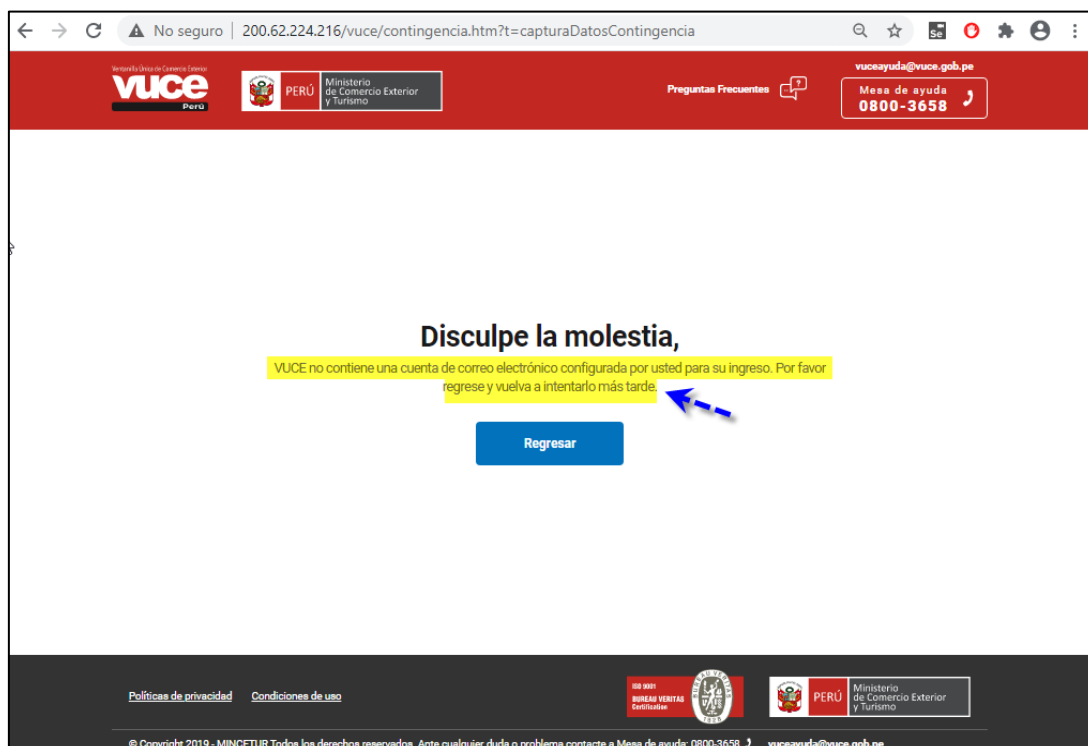 No seguro
200.62.224.216/vuce/contingencia.htm?t=capturaDatosContingencia
Se
Ventanilla Única de Comercio Exterior
vuce
Perú
PERÚ
Ministerio
de Comercio Exterior
y Turismo
Preguntas Frecuentes
vuceayuda@vuce.gob.pe
Mesa de ayuda
0800-3658
Disculpe la molestia,
VUCE no contiene una cuenta de correo electrónico configurada por usted para su ingreso. Por favor
regrese y vuelva a intentarlo más tarde.
Regresar
Políticas de privacidad
Condiciones de uso
ISO 9001
BUREAU VERITAS
Certification
BUREAU VERITAS
1828
PERÚ
Ministerio
de Comercio Exterior
y Turismo
© Copyright 2019 - MINCETUR Todos los derechos reservados. Ante cualquier duda o problema contacte a Mesa de ayuda: 0800-3658 vuceayuda@vuce.gob.pe